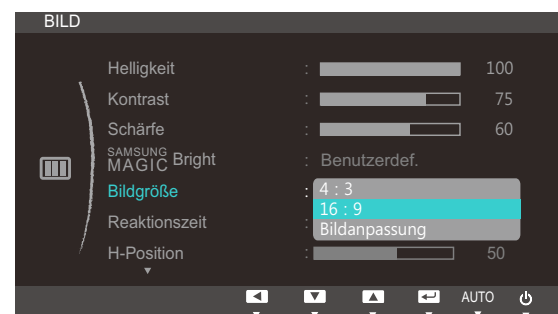 BILD
Helligkeit : 100
Kontrast : 75
Schärfe : 60
SAMSUNG MAGIC Bright : Benutzerdef.
Bildgröße : 4 : 3
16 : 9
Reaktionszeit : Bildanpassung
H-Position : 50
AUTO